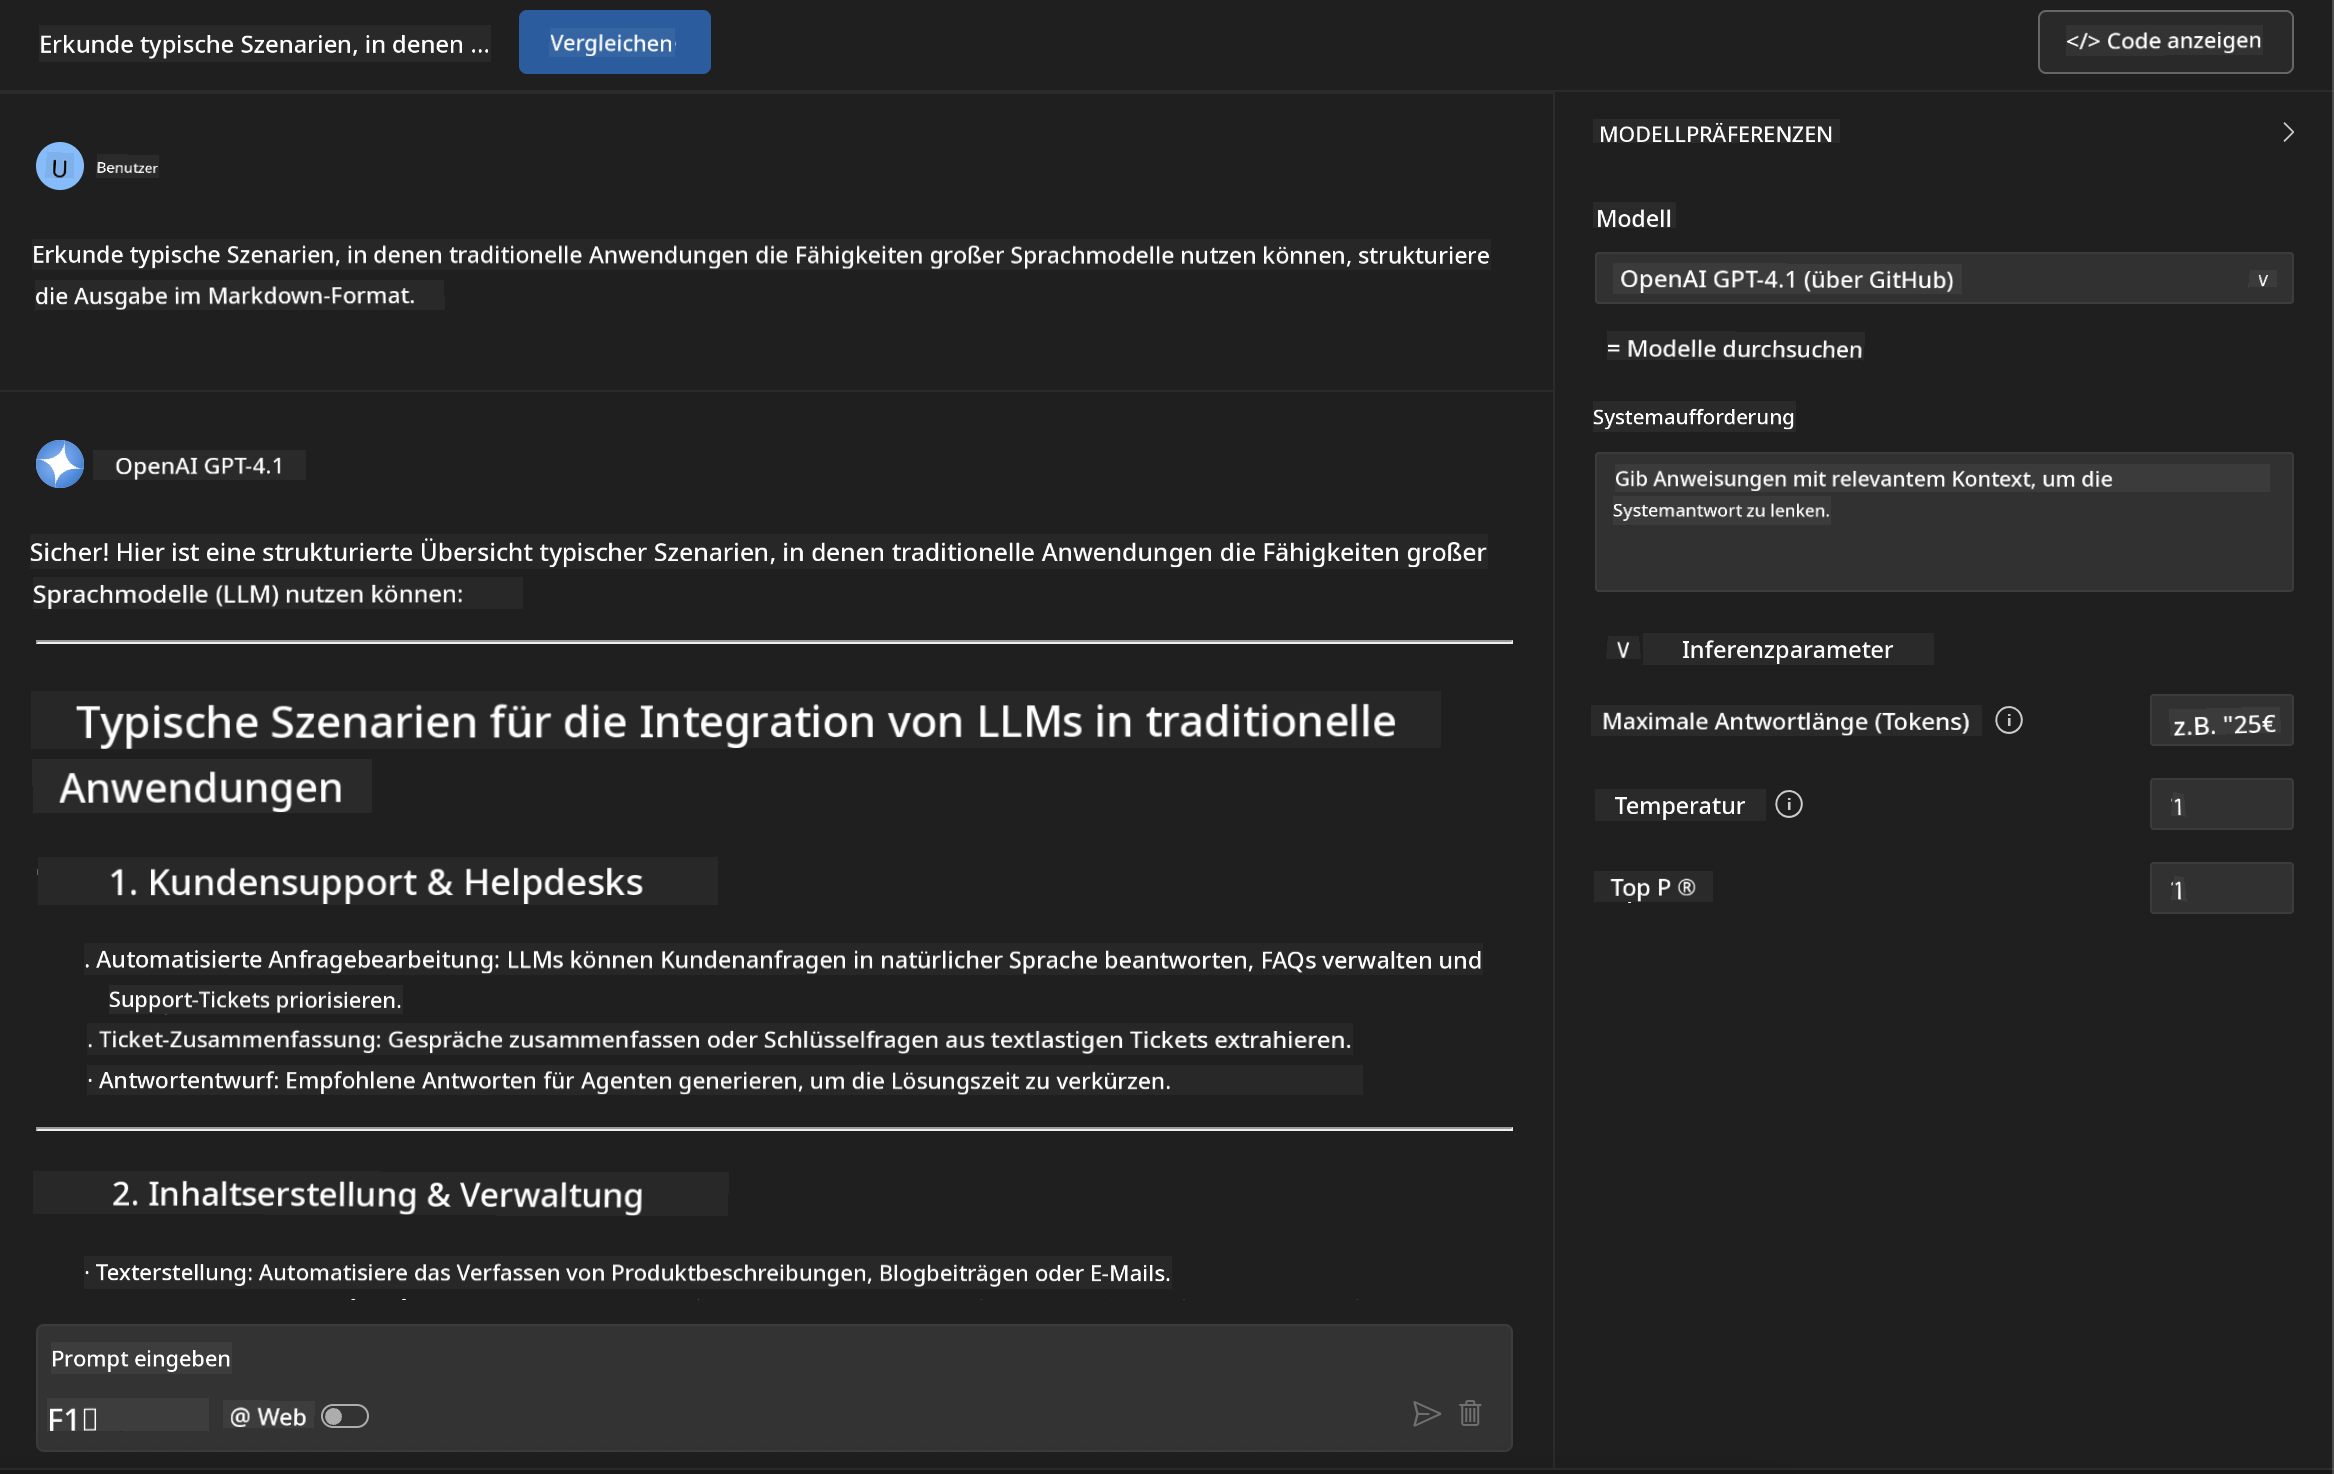 Erkunde typische Szenarien, in denen ...
Vergleichen
</> Code anzeigen
U
Benutzer
Erkunde typische Szenarien, in denen traditionelle Anwendungen die Fähigkeiten großer Sprachmodelle nutzen können, strukturiere
die Ausgabe im Markdown-Format.
OpenAI GPT-4.1
Sicher! Hier ist eine strukturierte Übersicht typischer Szenarien, in denen traditionelle Anwendungen die Fähigkeiten großer
Sprachmodelle (LLM) nutzen können:
Typische Szenarien für die Integration von LLMs in traditionelle
Anwendungen
1. Kundensupport & Helpdesks
. Automatisierte Anfragebearbeitung: LLMs können Kundenanfragen in natürlicher Sprache beantworten, FAQs verwalten und
Support-Tickets priorisieren.
. Ticket-Zusammenfassung: Gespräche zusammenfassen oder Schlüsselfragen aus textlastigen Tickets extrahieren.
· Antwortentwurf: Empfohlene Antworten für Agenten generieren, um die Lösungszeit zu verkürzen.
2. Inhaltserstellung & Verwaltung
· Texterstellung: Automatisiere das Verfassen von Produktbeschreibungen, Blogbeiträgen oder E-Mails.
Prompt eingeben
F1
@ Web
MODELLPRÄFERENZEN
Modell
OpenAI GPT-4.1 (über GitHub)
v
= Modelle durchsuchen
Systemaufforderung
Gib Anweisungen mit relevantem Kontext, um die
Systemantwort zu lenken.
V Inferenzparameter
Maximale Antwortlänge (Tokens)
z.B. "25€
Temperatur
1
Top P ®
1